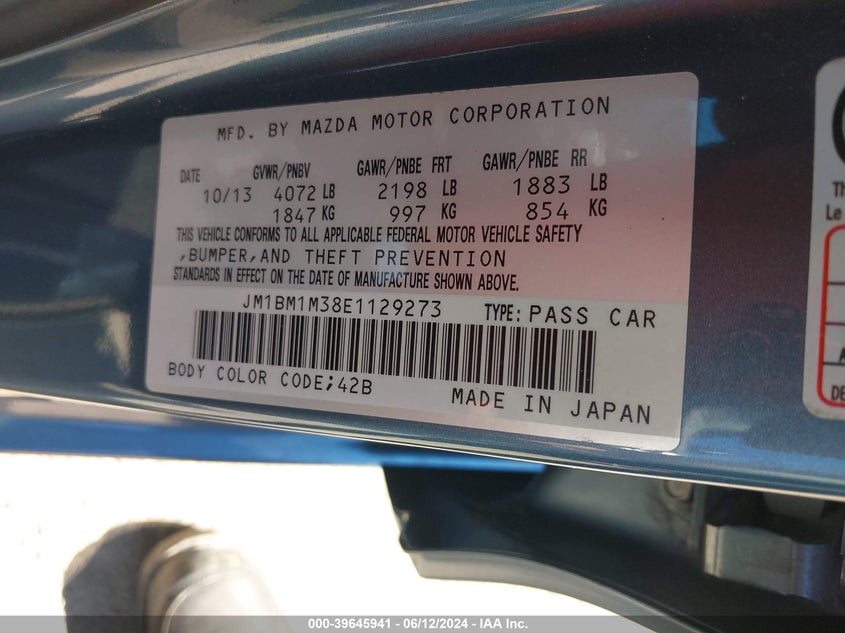 MFD. BY MAZDA MOTOR CORPORATION
DATE GVWR/PNBV GAWR/PNBE FRT GAWR/PNBE RR
10/13 4072 LB 2198 LB 1883 LB
1847 KG 997 KG 854 KG
THIS VEHICLE CONFORMS TO ALL APPLICABLE FEDERAL MOTOR VEHICLE SAFETY
,BUMPER,AND THEFT PREVENTION
STANDARDS IN EFFECT ON THE DATE OF MANUFACTURE SHOWN ABOVE.
JM1BM1M38E1129273 TYPE: PASS CAR
BODY COLOR CODE;42B
MADE IN JAPAN
Th
Le
A
DE
000-39645941 - 06/12/2024 - IAA Inc.